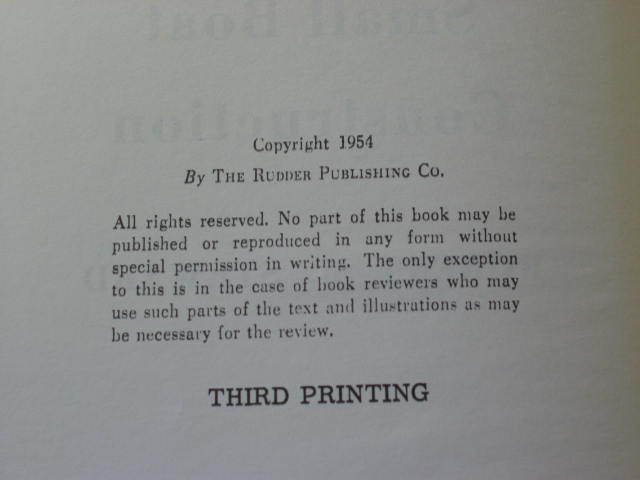 Small Boat
Construction
Copyright 1954
By THE RUDDER PUBLISHING CO.
All rights reserved. No part of this book may be
published or reproduced in any form without
special permission in writing. The only exception
to this is in the case of book reviewers who may
use such parts of the text and illustrations as may
be necessary for the review.
THIRD PRINTING